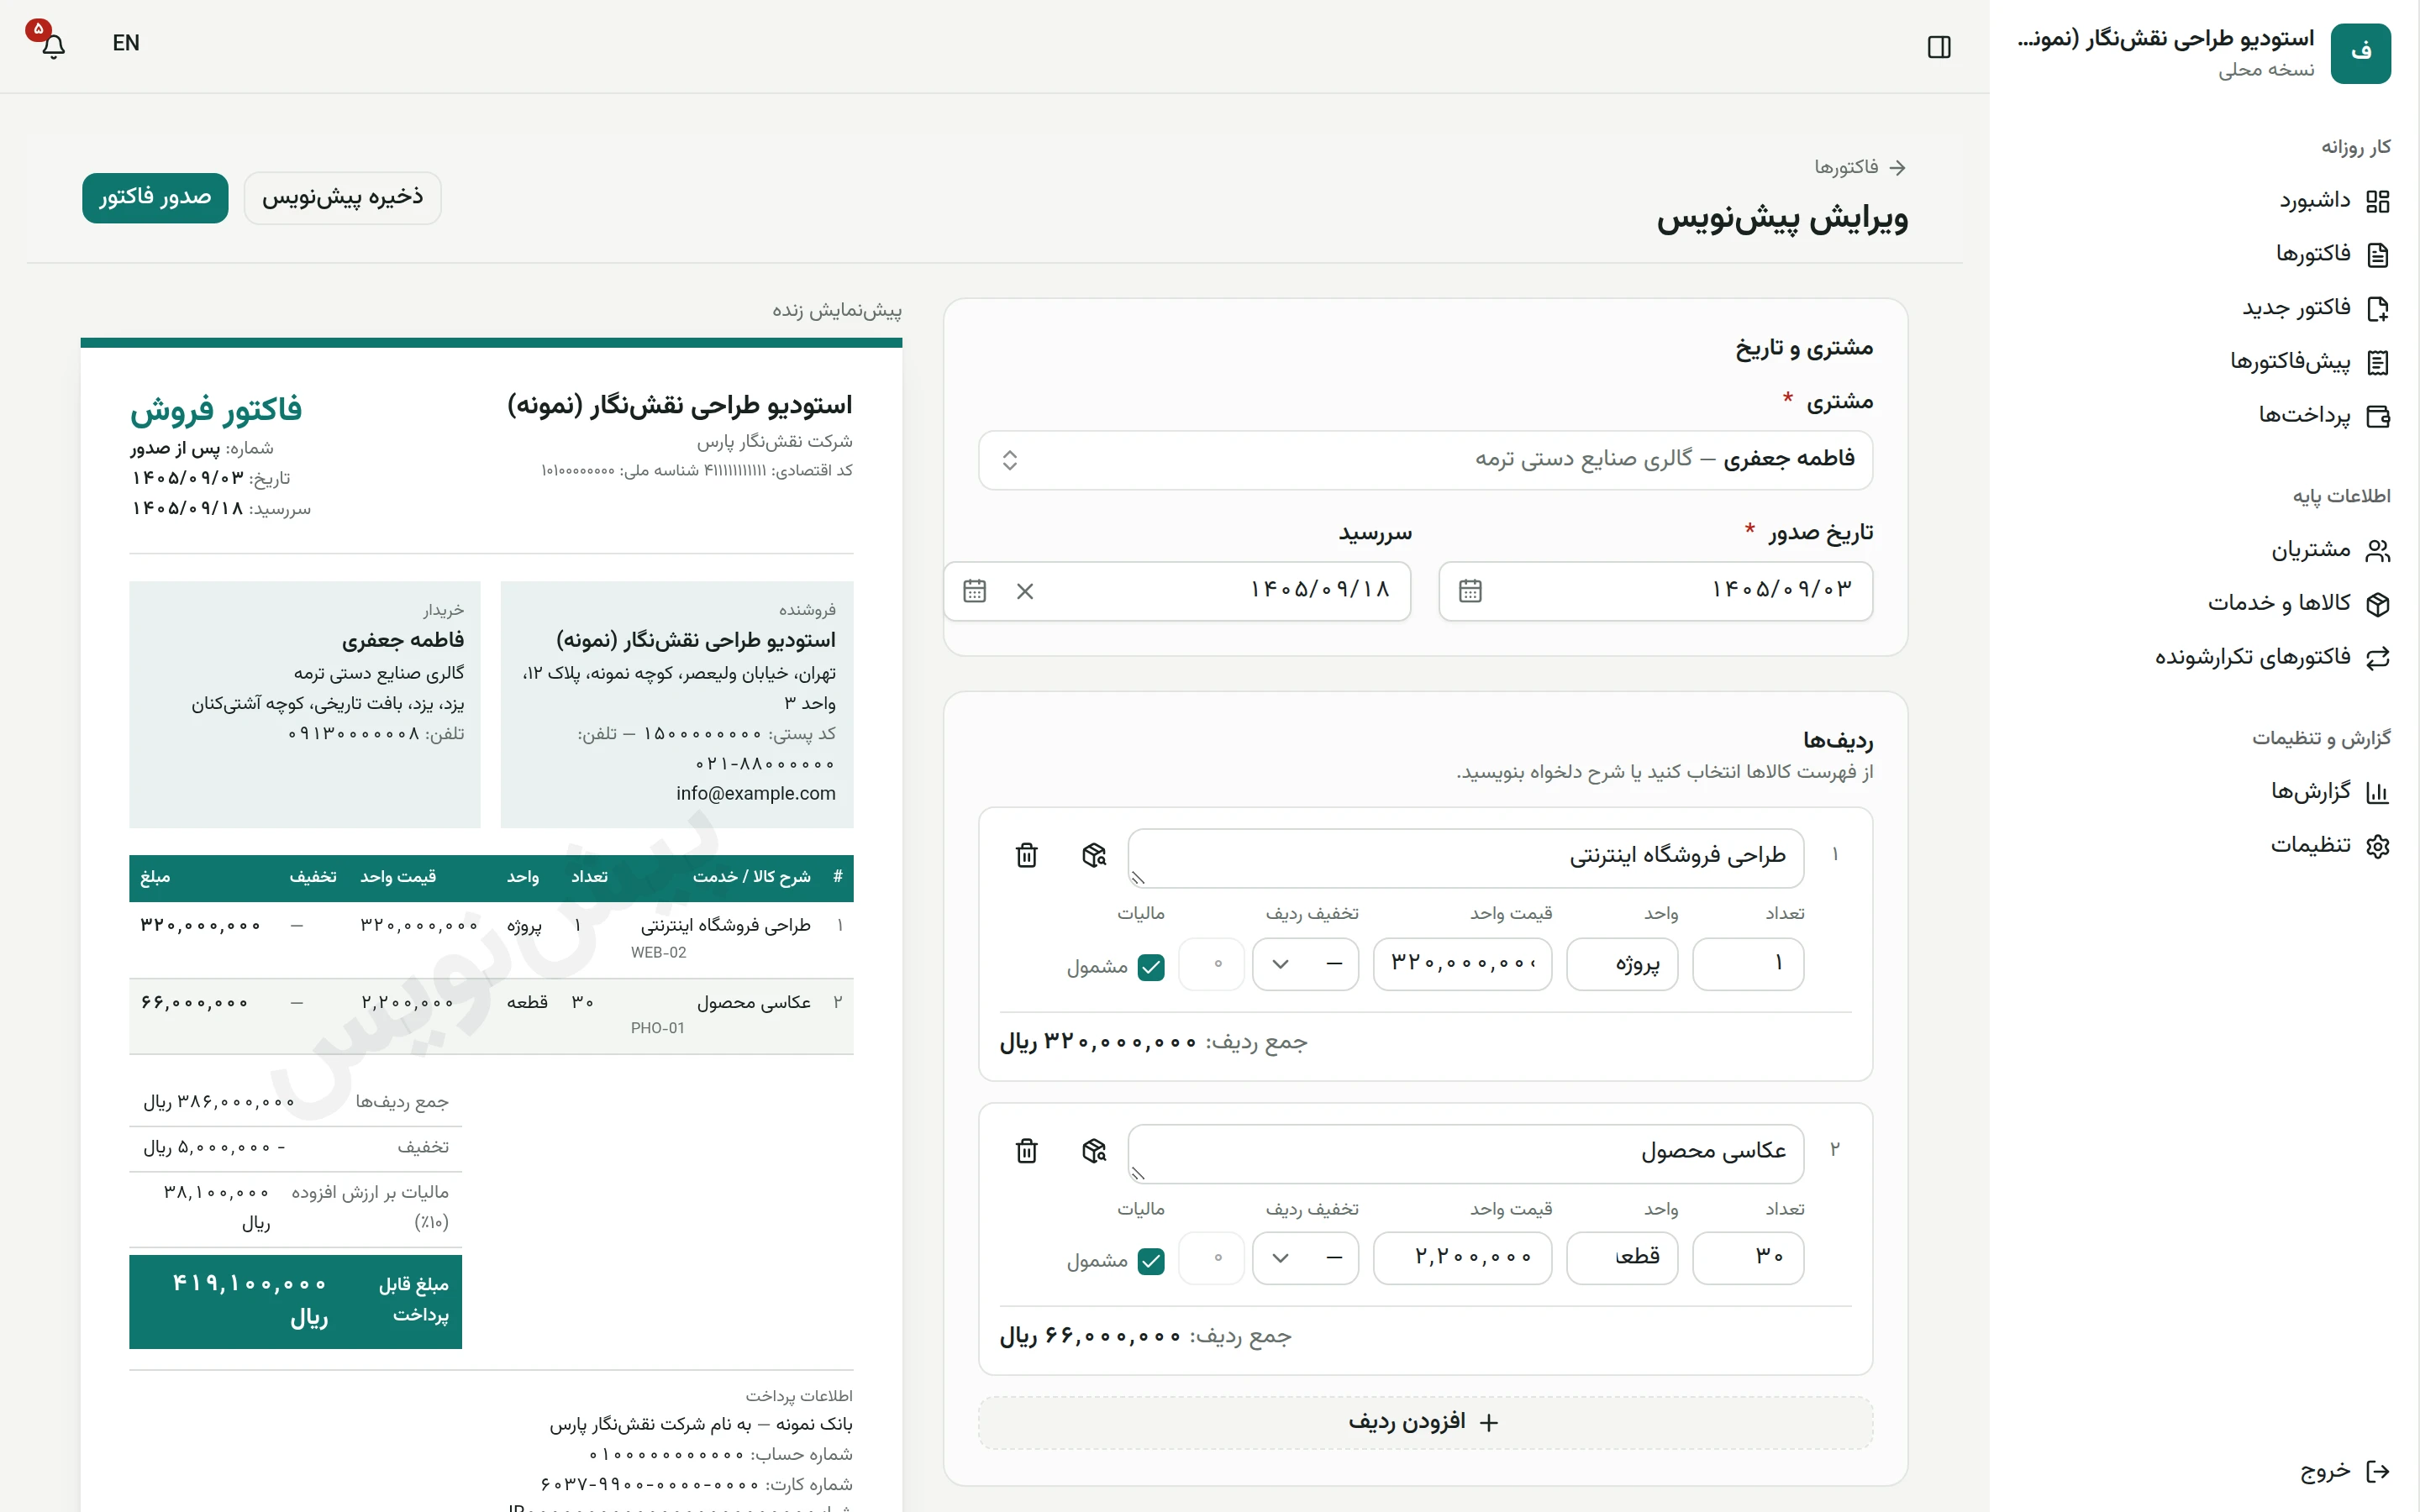 استودیو طراحی نقش‌نگار (نمونـ...
نسخه محلی
ف
کار روزانه
داشبورد
فاکتورها
فاکتور جدید
پیش‌فاکتورها
پرداخت‌ها
اطلاعات پایه
مشتریان
کالاها و خدمات
فاکتورهای تکرارشونده
گزارش و تنظیمات
گزارش‌ها
تنظیمات
خروج
EN
۵
فاکتورها
ویرایش پیش‌نویس
ذخیره پیش‌نویس
صدور فاکتور
مشتری و تاریخ
مشتری *
فاطمه جعفری — گالری صنایع دستی ترمه
تاریخ صدور *
سررسید
۱۴۰۵/۰۹/۰۳
۱۴۰۵/۰۹/۱۸
ردیف‌ها
از فهرست کالاها انتخاب کنید یا شرح دلخواه بنویسید.
۱
طراحی فروشگاه اینترنتی
تعداد
واحد
قیمت واحد
تخفیف ردیف
مالیات
۱
پروژه
۳۲۰,۰۰۰,۰۰۰
—
۰
مشمول
جمع ردیف: ۳۲۰,۰۰۰,۰۰۰ ریال
۲
عکاسی محصول
تعداد
واحد
قیمت واحد
تخفیف ردیف
مالیات
۳۰
قطعه
۲,۲۰۰,۰۰۰
—
۰
مشمول
جمع ردیف: ۶۶,۰۰۰,۰۰۰ ریال
افزودن ردیف
پیش‌نمایش زنده
استودیو طراحی نقش‌نگار (نمونه)
شرکت نقش‌نگار پارس
کد اقتصادی: ۴۱۱۱۱۱۱۱۱۱۱۱ شناسه ملی: ۱۰۱۰۰۰۰۰۰۰۰
فاکتور فروش
شماره: پس از صدور
تاریخ: ۱۴۰۵/۰۹/۰۳
سررسید: ۱۴۰۵/۰۹/۱۸
فروشنده
استودیو طراحی نقش‌نگار (نمونه)
تهران، خیابان ولیعصر، کوچه نمونه، پلاک ۱۲،
واحد ۳
کد پستی: ۱۵۰۰۰۰۰۰۰۰ — تلفن:
۰۲۱-۸۸۰۰۰۰۰۰
info@example.com
خریدار
فاطمه جعفری
گالری صنایع دستی ترمه
یزد، یزد، بافت تاریخی، کوچه آشتی‌کنان
تلفن: ۰۹۱۳۰۰۰۰۰۰۸
پیش‌نویس
# شرح کالا / خدمت تعداد واحد قیمت واحد تخفیف مبلغ
۱ طراحی فروشگاه اینترنتی ۱ پروژه ۳۲۰,۰۰۰,۰۰۰ — ۳۲۰,۰۰۰,۰۰۰
WEB-02
۲ عکاسی محصول ۳۰ قطعه ۲,۲۰۰,۰۰۰ — ۶۶,۰۰۰,۰۰۰
PHO-01
جمع ردیف‌ها ۳۸۶,۰۰۰,۰۰۰ ریال
تخفیف - ۵,۰۰۰,۰۰۰ ریال
مالیات بر ارزش افزوده ۳۸,۱۰۰,۰۰۰
(۱۰٪) ریال
مبلغ قابل ۴۱۹,۱۰۰,۰۰۰
پرداخت ریال
اطلاعات پرداخت
بانک نمونه — به نام شرکت نقش‌نگار پارس
شماره حساب: ۰۱۰۰۰۰۰۰۰۰۰۰۰
شماره کارت: ۶۰۳۷-۹۹۰۰-۰۰۰۰-۰۰۰۰